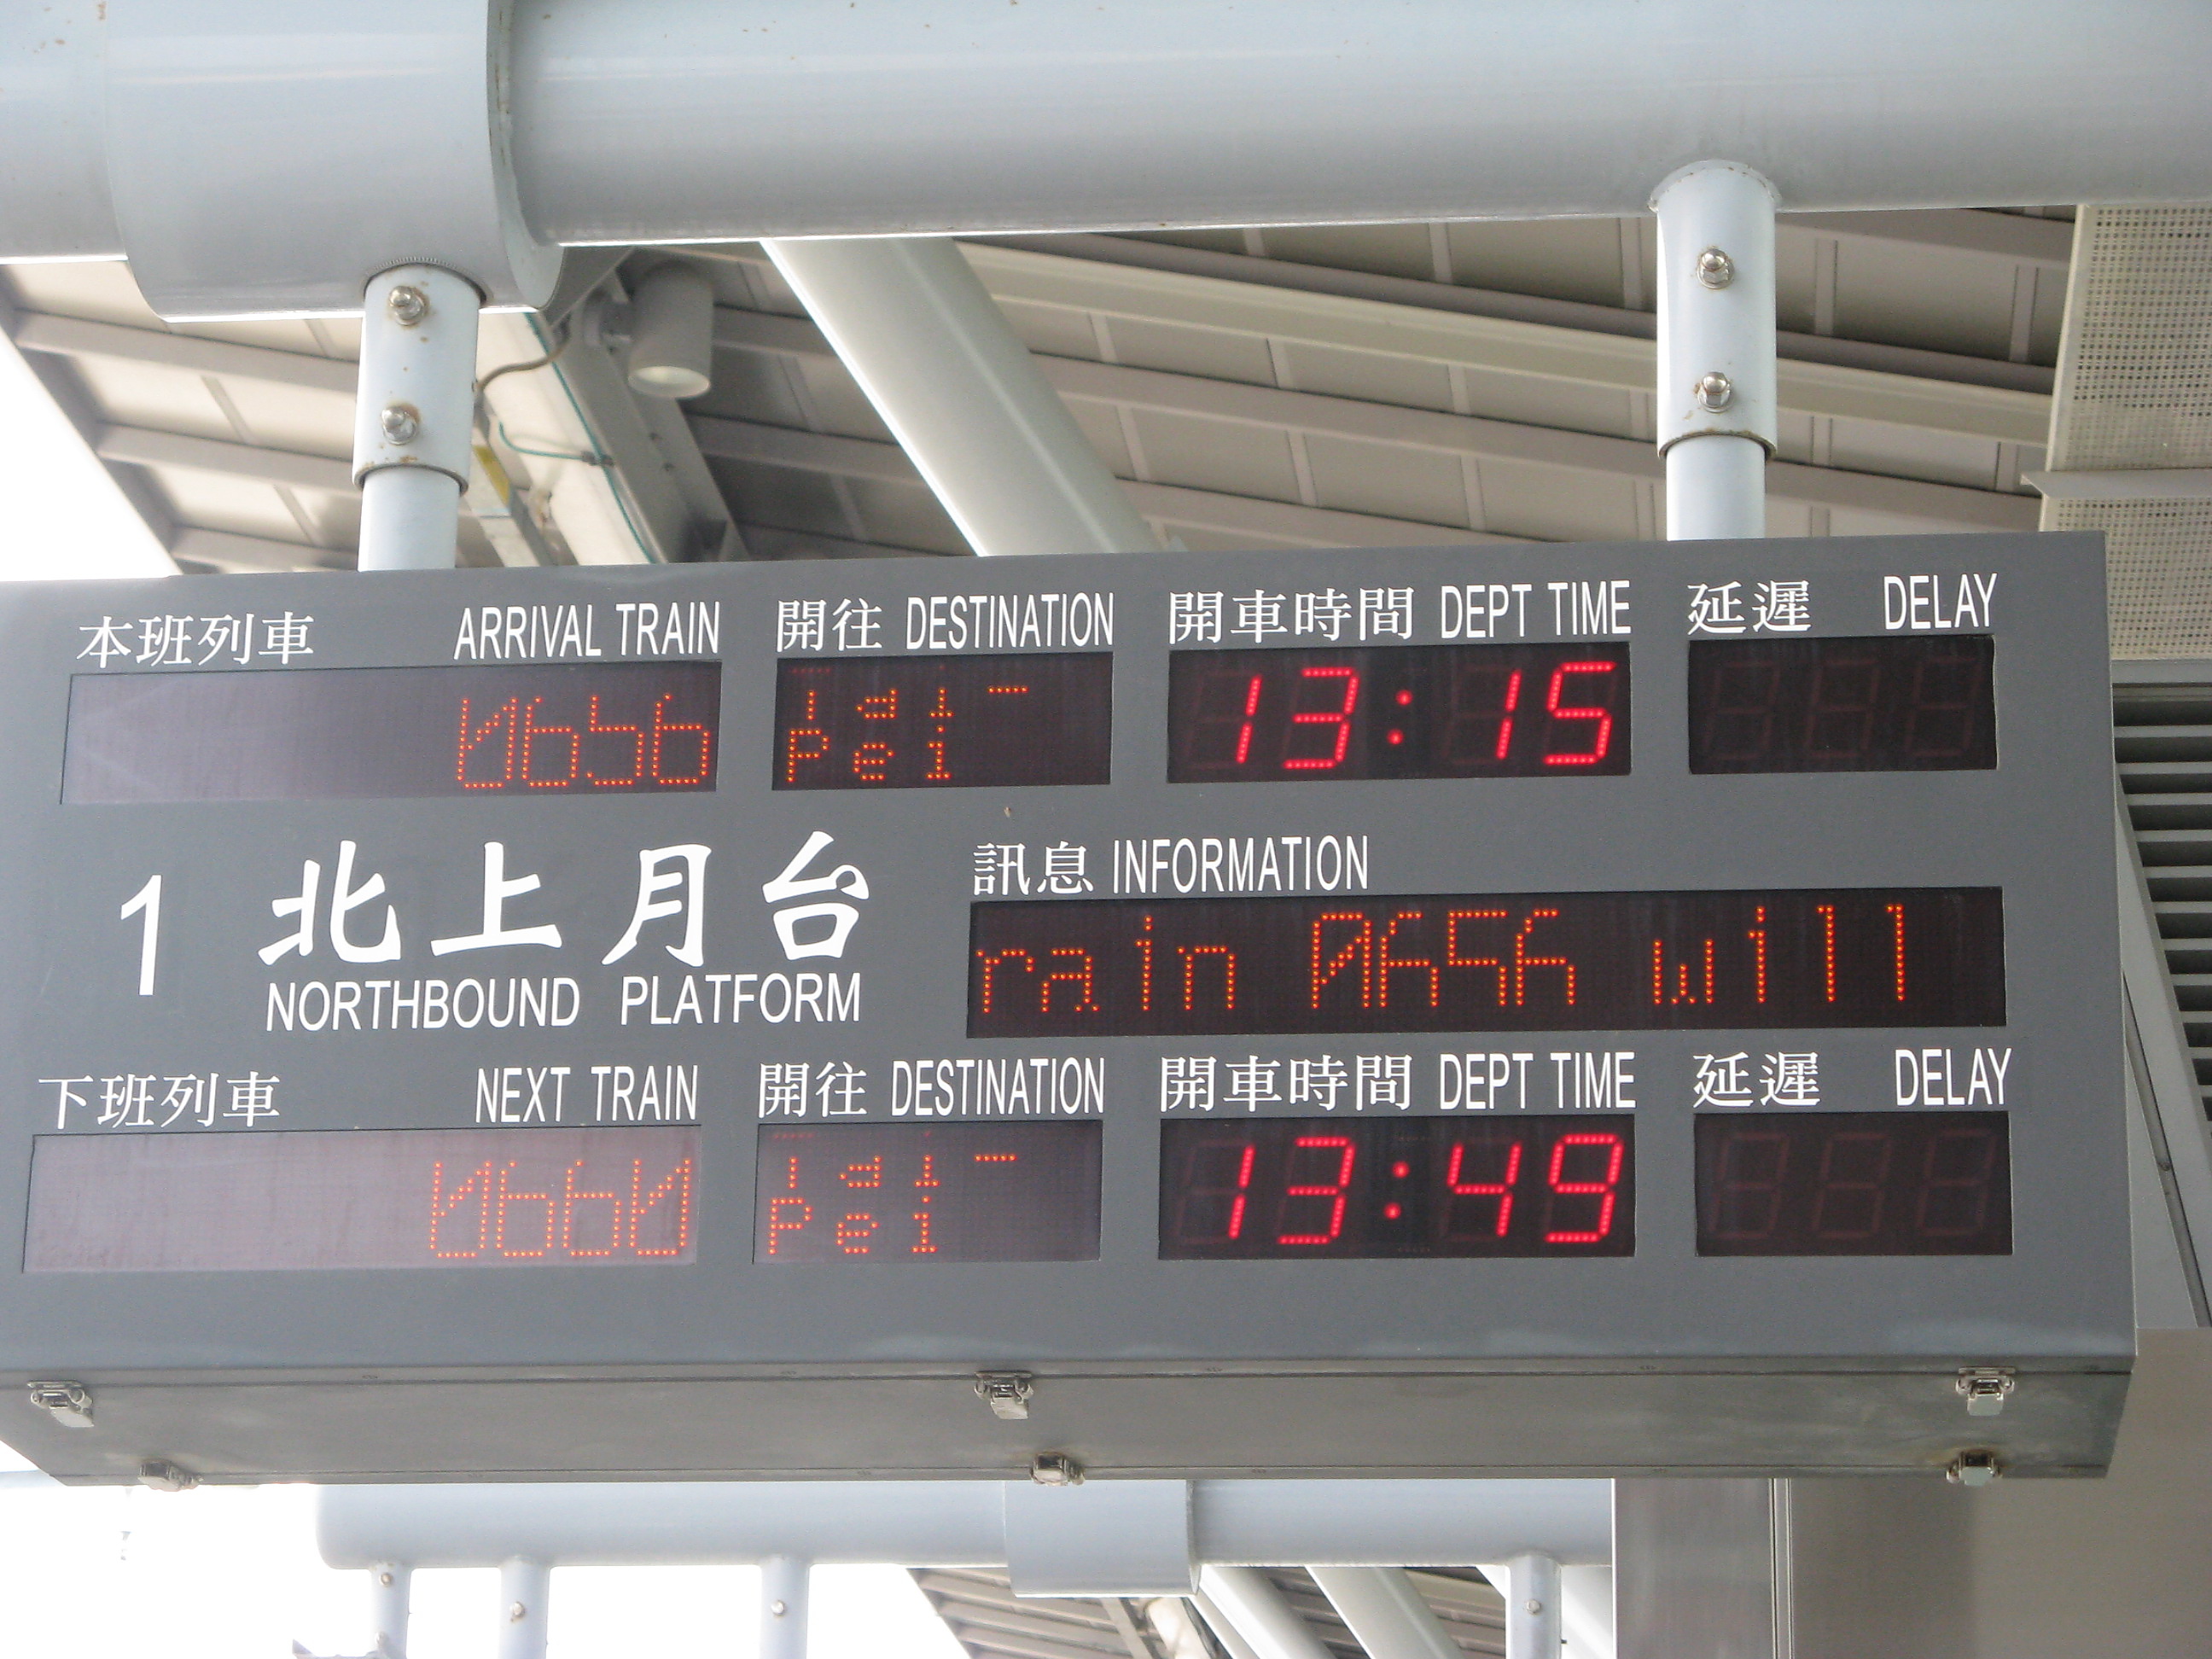 本班列車 ARRIVAL TRAIN 開往 DESTINATION 開車時間 DEPT TIME 延遲 DELAY
0656 Tai- 13:15
Pei
1 北上月台 訊息 INFORMATION
NORTHBOUND PLATFORM rain 0656 will
下班列車 NEXT TRAIN 開往 DESTINATION 開車時間 DEPT TIME 延遲 DELAY
0660 Tai- 13:49
Pei